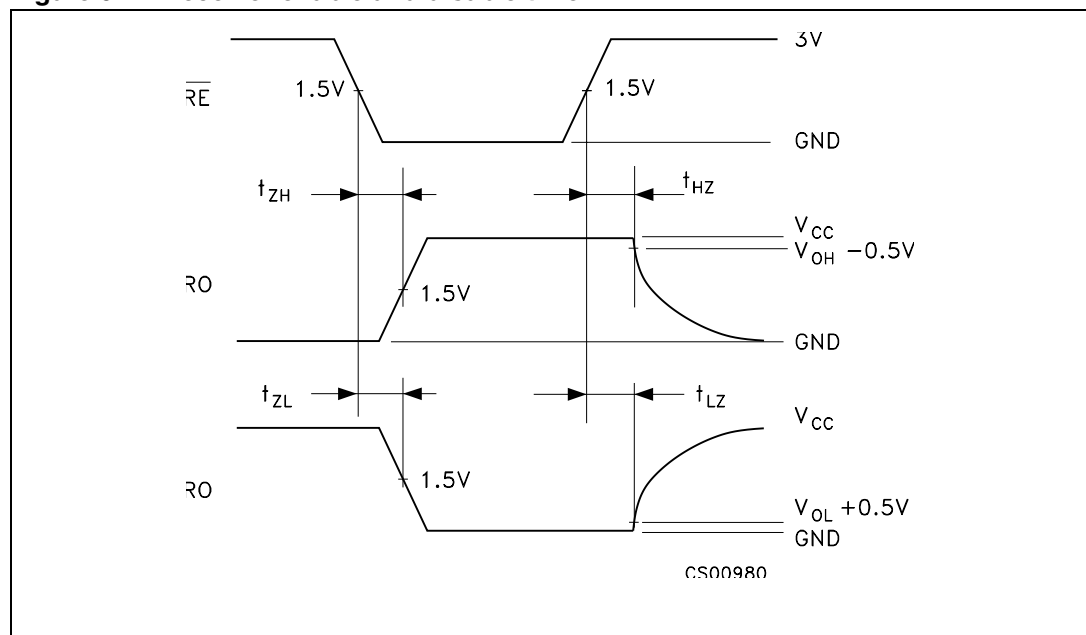 3V
1.5V
1.5V
RE
GND
tZH
tHZ
VCC
VOH −0.5V
RO
1.5V
GND
tZL
tLZ
VCC
1.5V
RO
VOL +0.5V
GND
CS00980